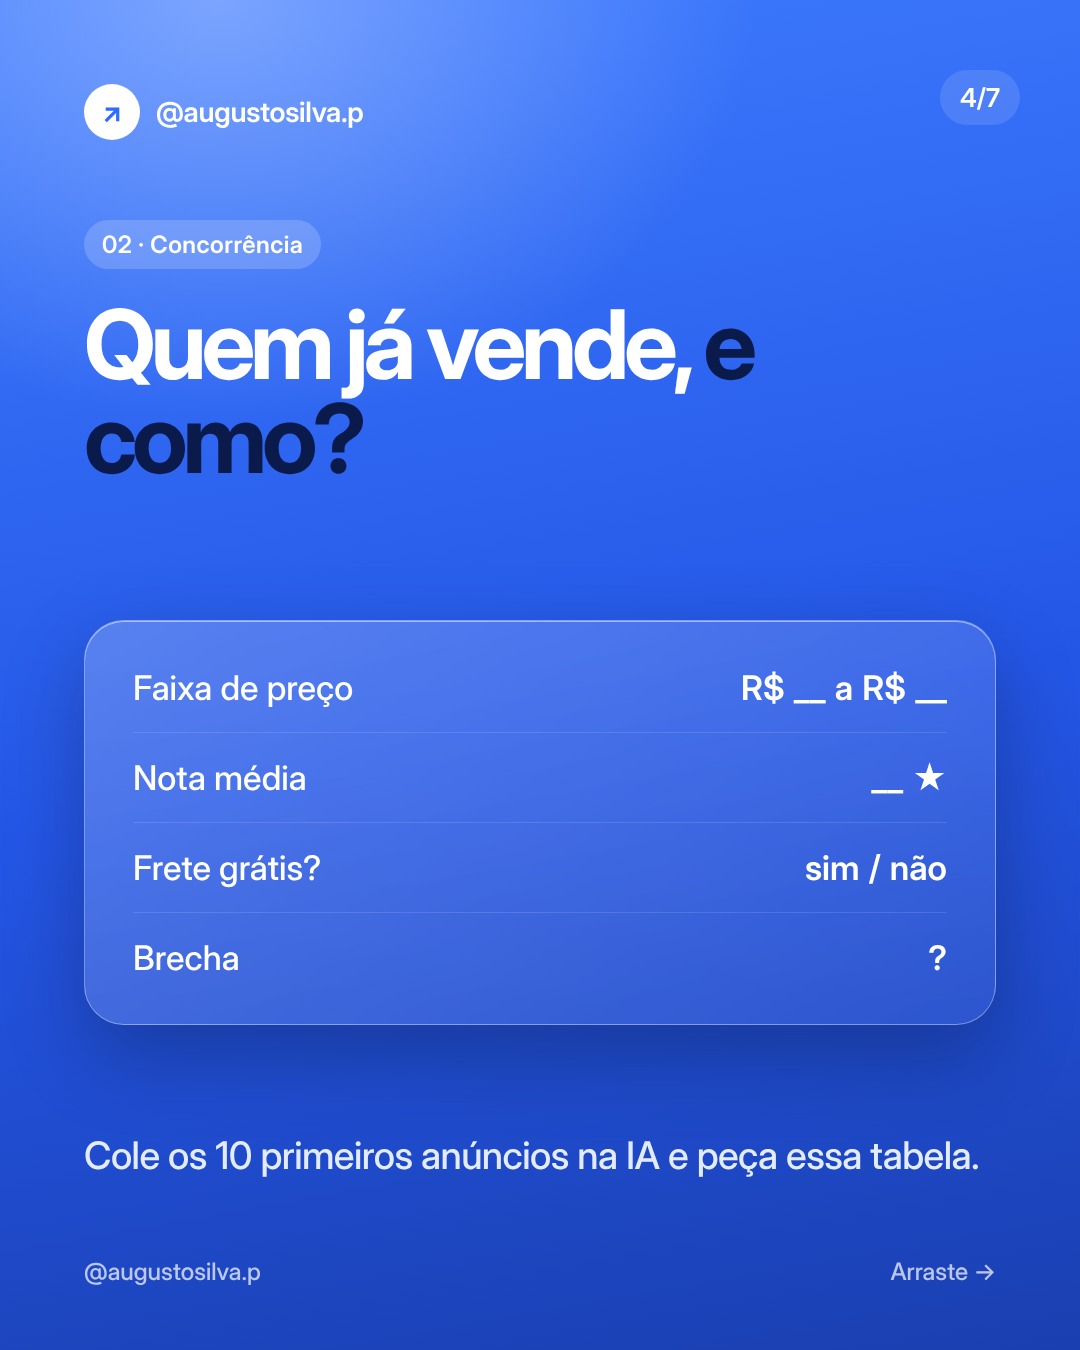 @augustosilva.p
4/7
02 · Concorrência
Quem já vende, e
como?
Faixa de preço R$ __ a R$ __
Nota média __ ★
Frete grátis? sim / não
Brecha ?
Cole os 10 primeiros anúncios na IA e peça essa tabela.
@augustosilva.p Arraste →